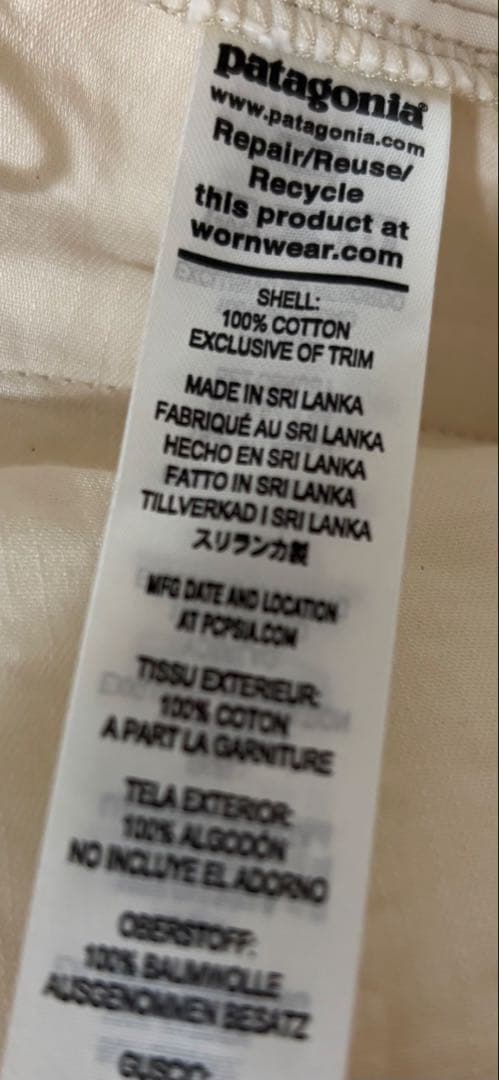 patagonia®
www.patagonia.com
Repair/Reuse/
Recycle
this product at
wornwear.com
SHELL:
100% COTTON
EXCLUSIVE OF TRIM
MADE IN SRI LANKA
FABRIQUÉ AU SRI LANKA
HECHO EN SRI LANKA
FATTO IN SRI LANKA
TILLVERKAD I SRI LANKA
スリランカ製
MFG DATE AND LOCATION
AT PCPSIA.COM
TISSU EXTERIEUR:
100% COTON
A PART LA GARNITURE
TELA EXTERIOR:
100% ALGODÓN
NO INCLUYE EL ADORNO
OBERSTOFF:
100% BAUMWOLLE
AUSGENOMMEN BESATZ
GUSCIO: